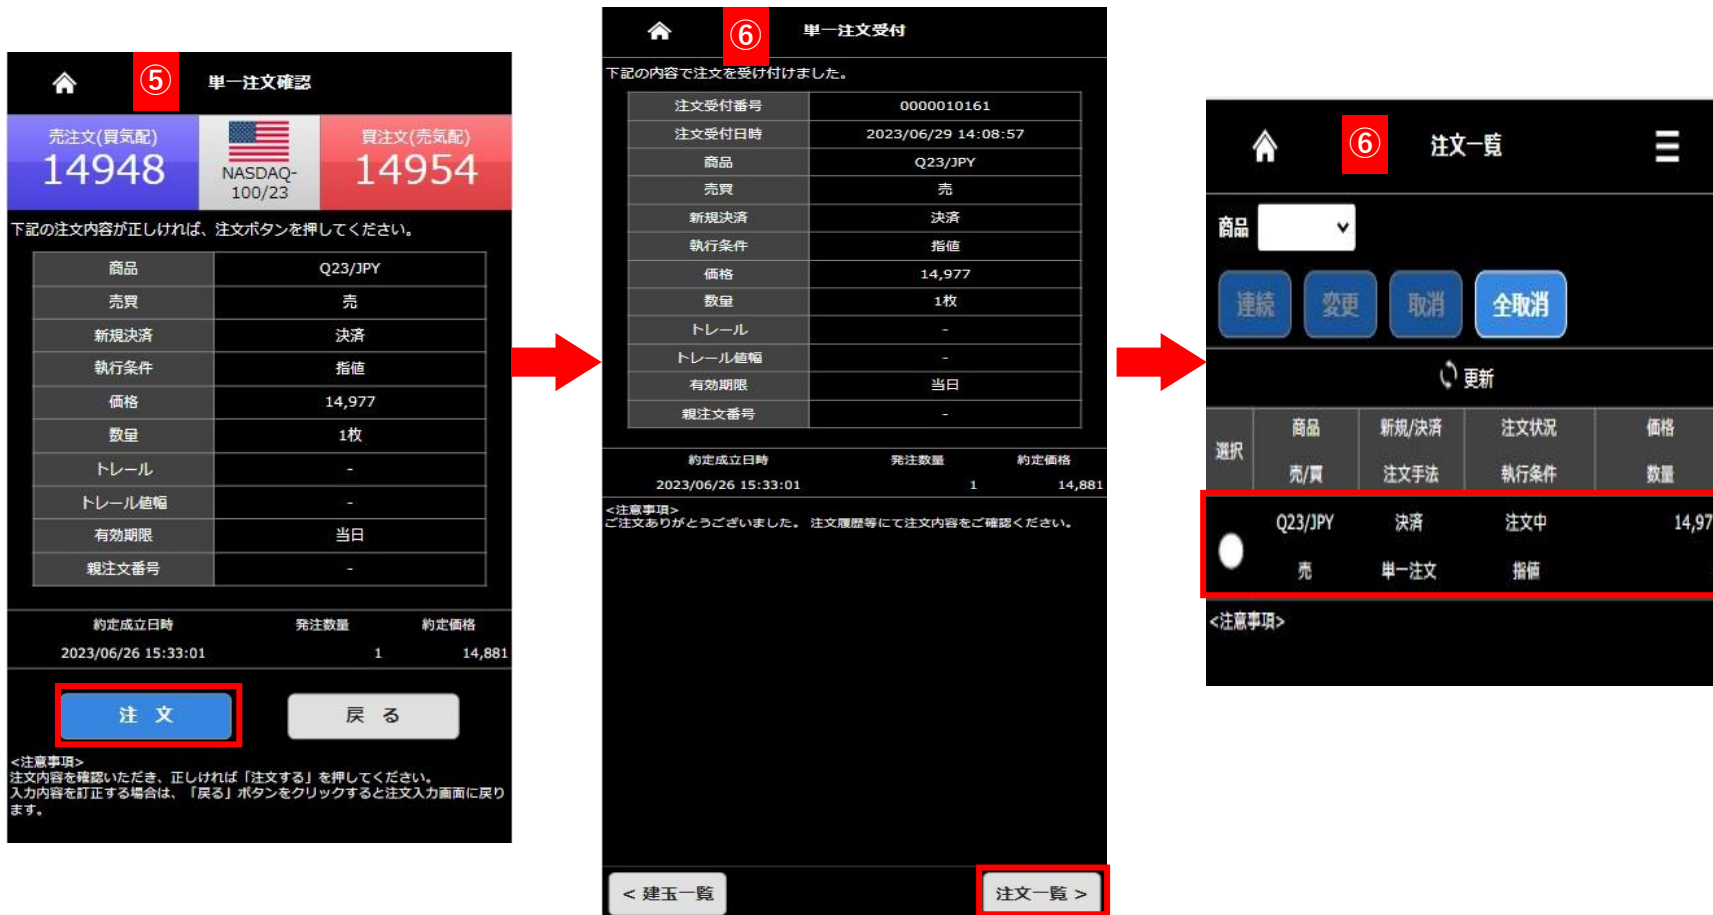 ⑤ 単一注文確認
売注文(買気配) 買注文(売気配)
14948 NASDAQ-100/23 14954
下記の注文内容が正しければ、注文ボタンを押してください。
商品 Q23/JPY
売買 売
新規決済 決済
執行条件 指値
価格 14,977
数量 1枚
トレール -
トレール値幅 -
有効期限 当日
親注文番号 -
約定成立日時 発注数量 約定価格
2023/06/26 15:33:01 1 14,881
注 文 戻 る
<注意事項>
注文内容を確認いただき、正しければ「注文する」を押してください。
入力内容を訂正する場合は、「戻る」ボタンをクリックすると注文入力画面に戻り
ます。
⑥ 単一注文受付
下記の内容で注文を受け付けました。
注文受付番号 0000010161
注文受付日時 2023/06/29 14:08:57
商品 Q23/JPY
売買 売
新規決済 決済
執行条件 指値
価格 14,977
数量 1枚
トレール -
トレール値幅 -
有効期限 当日
親注文番号 -
約定成立日時 発注数量 約定価格
2023/06/26 15:33:01 1 14,881
<注意事項>
ご注文ありがとうございました。 注文履歴等にて注文内容をご確認ください。
< 建玉一覧 注文一覧 >
⑥ 注文一覧
商品
連続 変更 取消 全取消
更新
選択 商品 新規/決済 注文状況 価格
売/買 注文手法 執行条件 数量
Q23/JPY 決済 注文中 14,97
売 単一注文 指値
<注意事項>